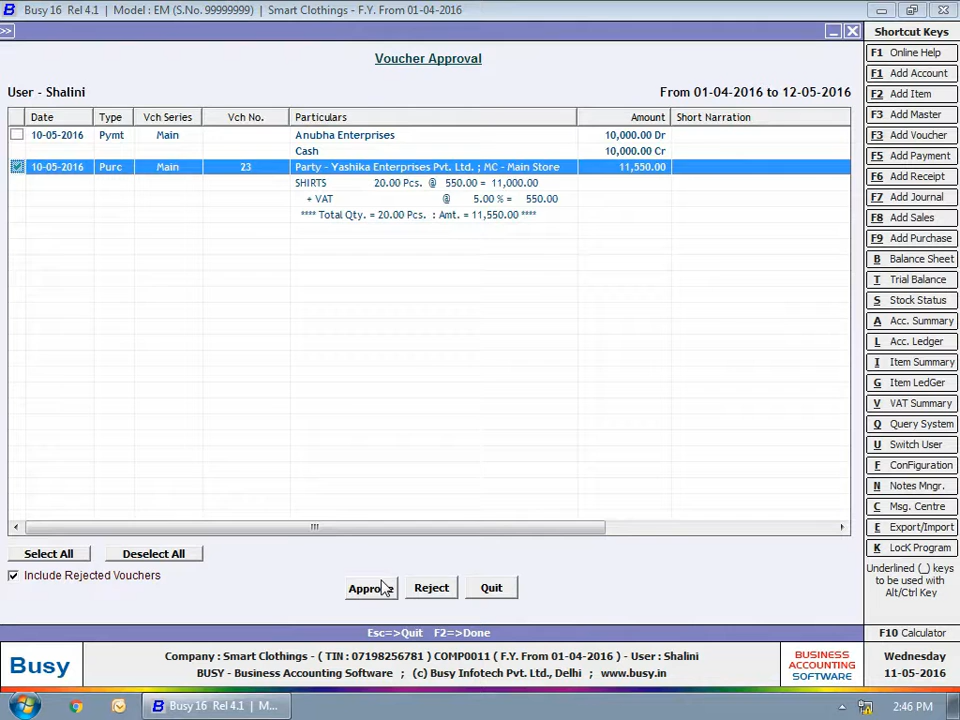 Busy 16 Rel 4.1 | Model : EM (S.No. 99999999) | Smart Clothings - F.Y. From 01-04-2016
>>
Voucher Approval
User - Shalini
From 01-04-2016 to 12-05-2016
Date Type Vch Series Vch No. Particulars Amount Short Narration
10-05-2016 Pymt Main Anubha Enterprises 10,000.00 Dr
Cash 10,000.00 Cr
10-05-2016 Purc Main 23 Party - Yashika Enterprises Pvt. Ltd. ; MC - Main Store 11,550.00
SHIRTS 20.00 Pcs. @ 550.00 = 11,000.00
+ VAT @ 5.00 % = 550.00
**** Total Qty. = 20.00 Pcs. : Amt. = 11,550.00 ****
Select All Deselect All
Include Rejected Vouchers
Approve Reject Quit
Esc=>Quit F2=>Done
Shortcut Keys
F1 Online Help
F1 Add Account
F2 Add Item
F3 Add Master
F3 Add Voucher
F5 Add Payment
F6 Add Receipt
F7 Add Journal
F8 Add Sales
F9 Add Purchase
B Balance Sheet
T Trial Balance
S Stock Status
A Acc. Summary
L Acc. Ledger
I Item Summary
G Item LedGer
V VAT Summary
Q Query System
U Switch User
F ConFiguration
N Notes Mngr.
C Msg. Centre
E Export/Import
K LocK Program
Underlined (_) keys
to be used with
Alt/Ctrl Key
F10 Calculator
Busy
Company : Smart Clothings - ( TIN : 07198256781 ) COMP0011 ( F.Y. From 01-04-2016 ) - User : Shalini
BUSY - Business Accounting Software ; (c) Busy Infotech Pvt. Ltd., Delhi ; www.busy.in
BUSINESS
ACCOUNTING
SOFTWARE
Wednesday
11-05-2016
Busy 16 Rel 4.1 | M...
2:46 PM